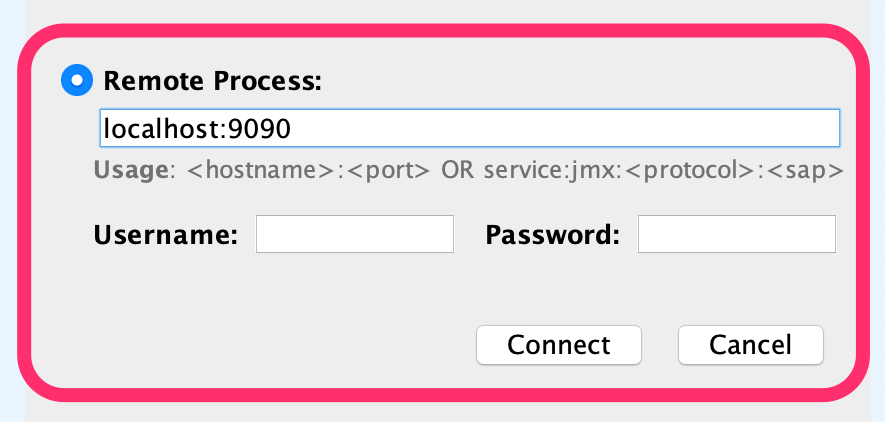 Remote Process:
localhost:9090
Usage: <hostname>:<port> OR service:jmx:<protocol>:<sap>
Username: Password:
Connect Cancel